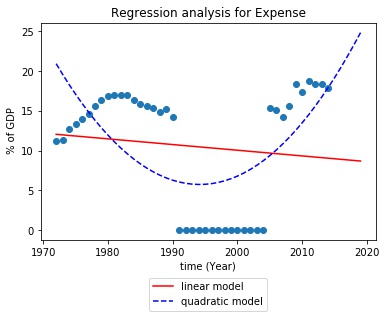 Regression analysis for Expense
25
20
15
10
5
0
% of GDP
1970 1980 1990 2000 2010 2020
time (Year)
linear model
quadratic model